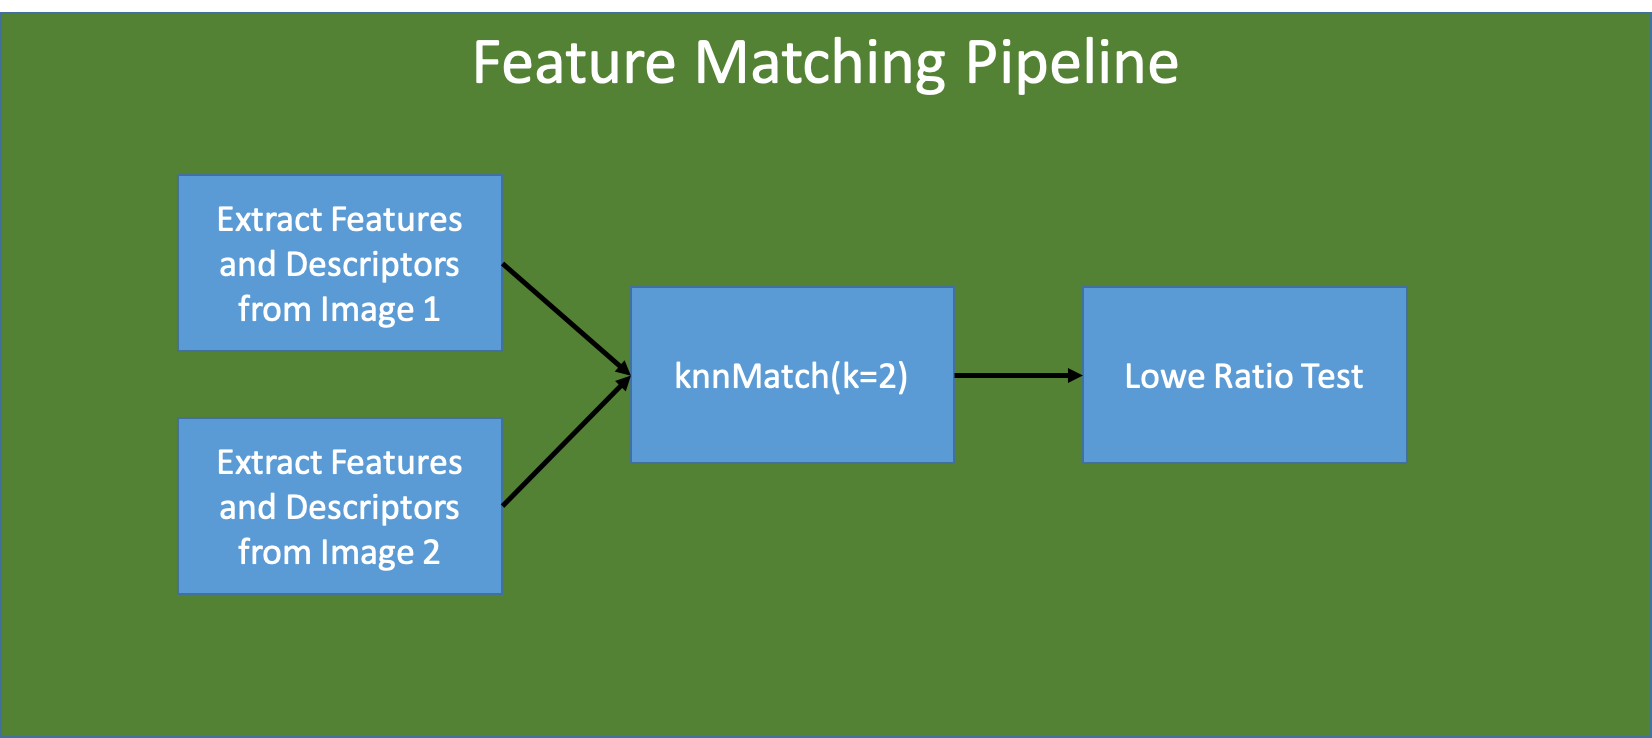 Feature Matching Pipeline
Extract Features
and Descriptors
from Image 1
knnMatch(k=2)
Lowe Ratio Test
Extract Features
and Descriptors
from Image 2